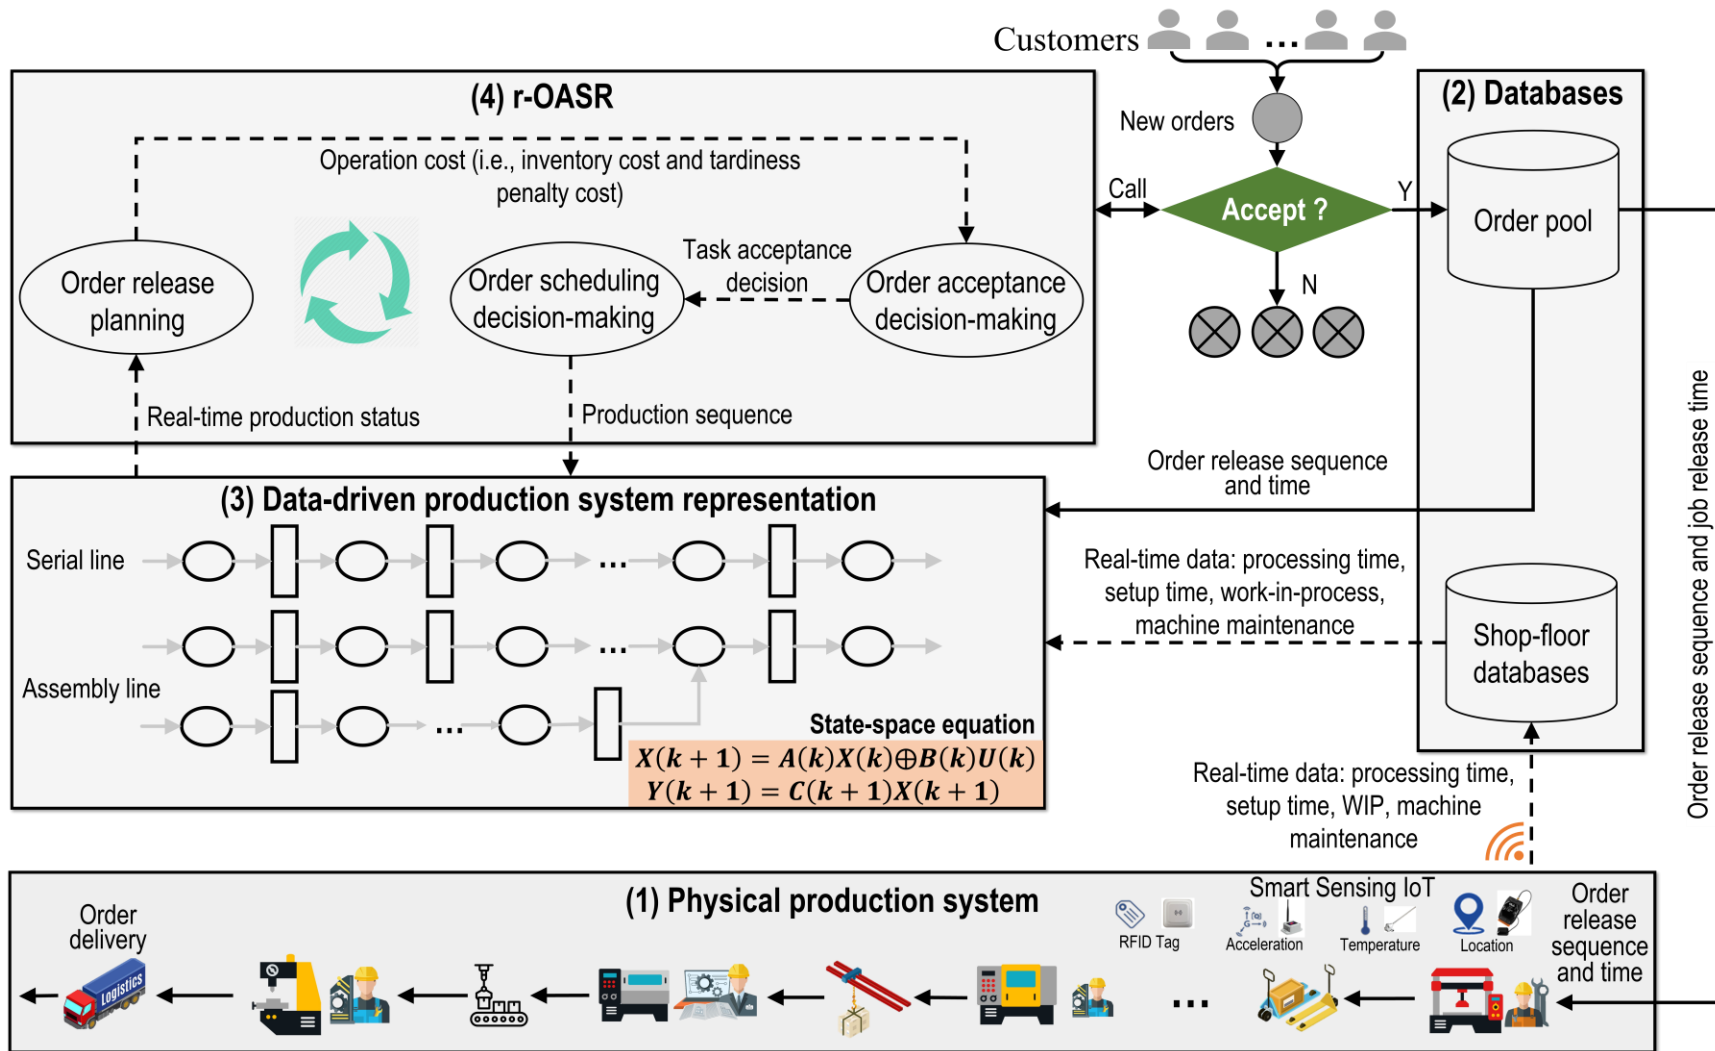 Customers
(4) r-OASR
(2) Databases
New orders
Operation cost (i.e., inventory cost and tardiness
penalty cost)
Call
Accept ?
Y
Order pool
N
Order release
planning
Order scheduling
decision-making
Task acceptance
decision
Order acceptance
decision-making
Real-time production status
Production sequence
Order release sequence
and time
Order release sequence and job release time
(3) Data-driven production system representation
Serial line
Assembly line
Real-time data: processing time,
setup time, work-in-process,
machine maintenance
Shop-floor
databases
State-space equation
X(k + 1) = A(k)X(k)⊕B(k)U(k)
Y(k + 1) = C(k + 1)X(k + 1)
Real-time data: processing time,
setup time, WIP, machine
maintenance
(1) Physical production system
Smart Sensing IoT
RFID Tag
Acceleration
Temperature
Location
Order
release
sequence
and time
Order
delivery
Logistics